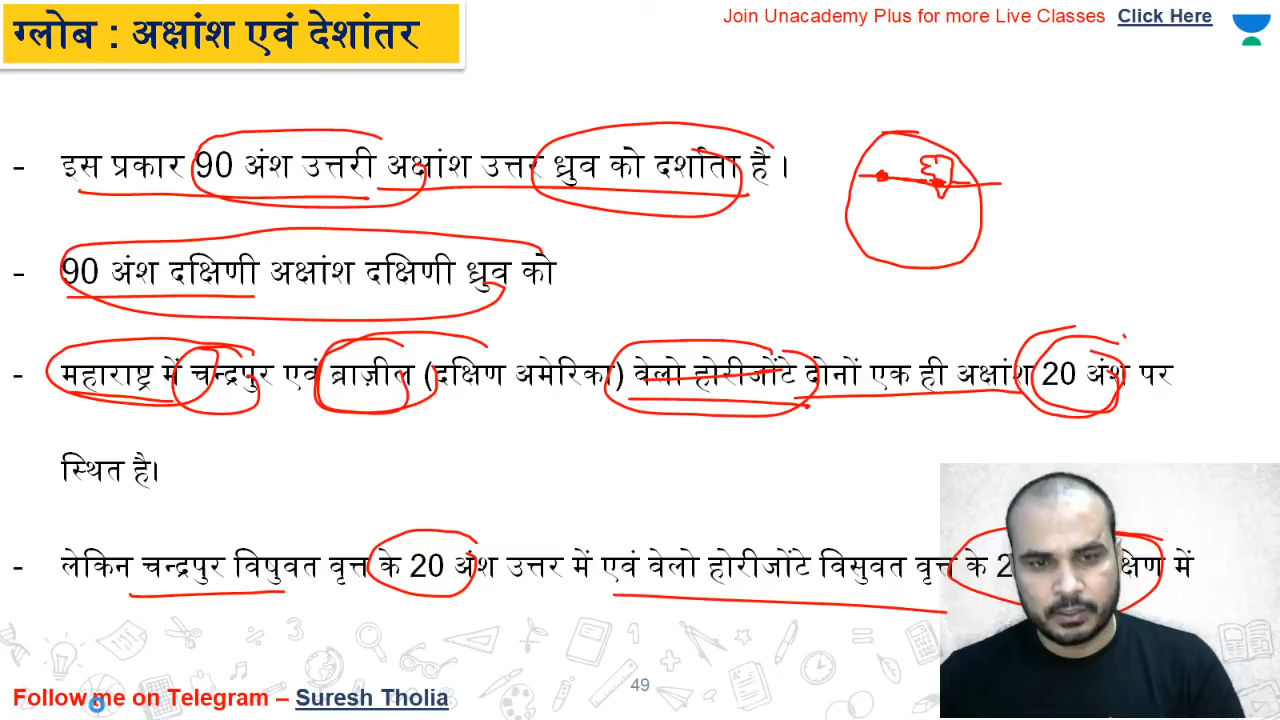 ग्लोब : अक्षांश एवं देशांतर
Join Unacademy Plus for more Live Classes Click Here
- इस प्रकार 90 अंश उत्तरी अक्षांश उत्तर ध्रुव को दर्शाता है ।
- 90 अंश दक्षिणी अक्षांश दक्षिणी ध्रुव को
- महाराष्ट्र में चन्द्रपुर एवं ब्राज़ील (दक्षिण अमेरिका) वेलो होरीजोंटे दोनों एक ही अक्षांश 20 अंश पर
स्थित है।
- लेकिन चन्द्रपुर विषुवत वृत्त के 20 अंश उत्तर में एवं वेलो होरीजोंटे विसुवत वृत्त के में
49
Follow me on Telegram – Suresh Tholia